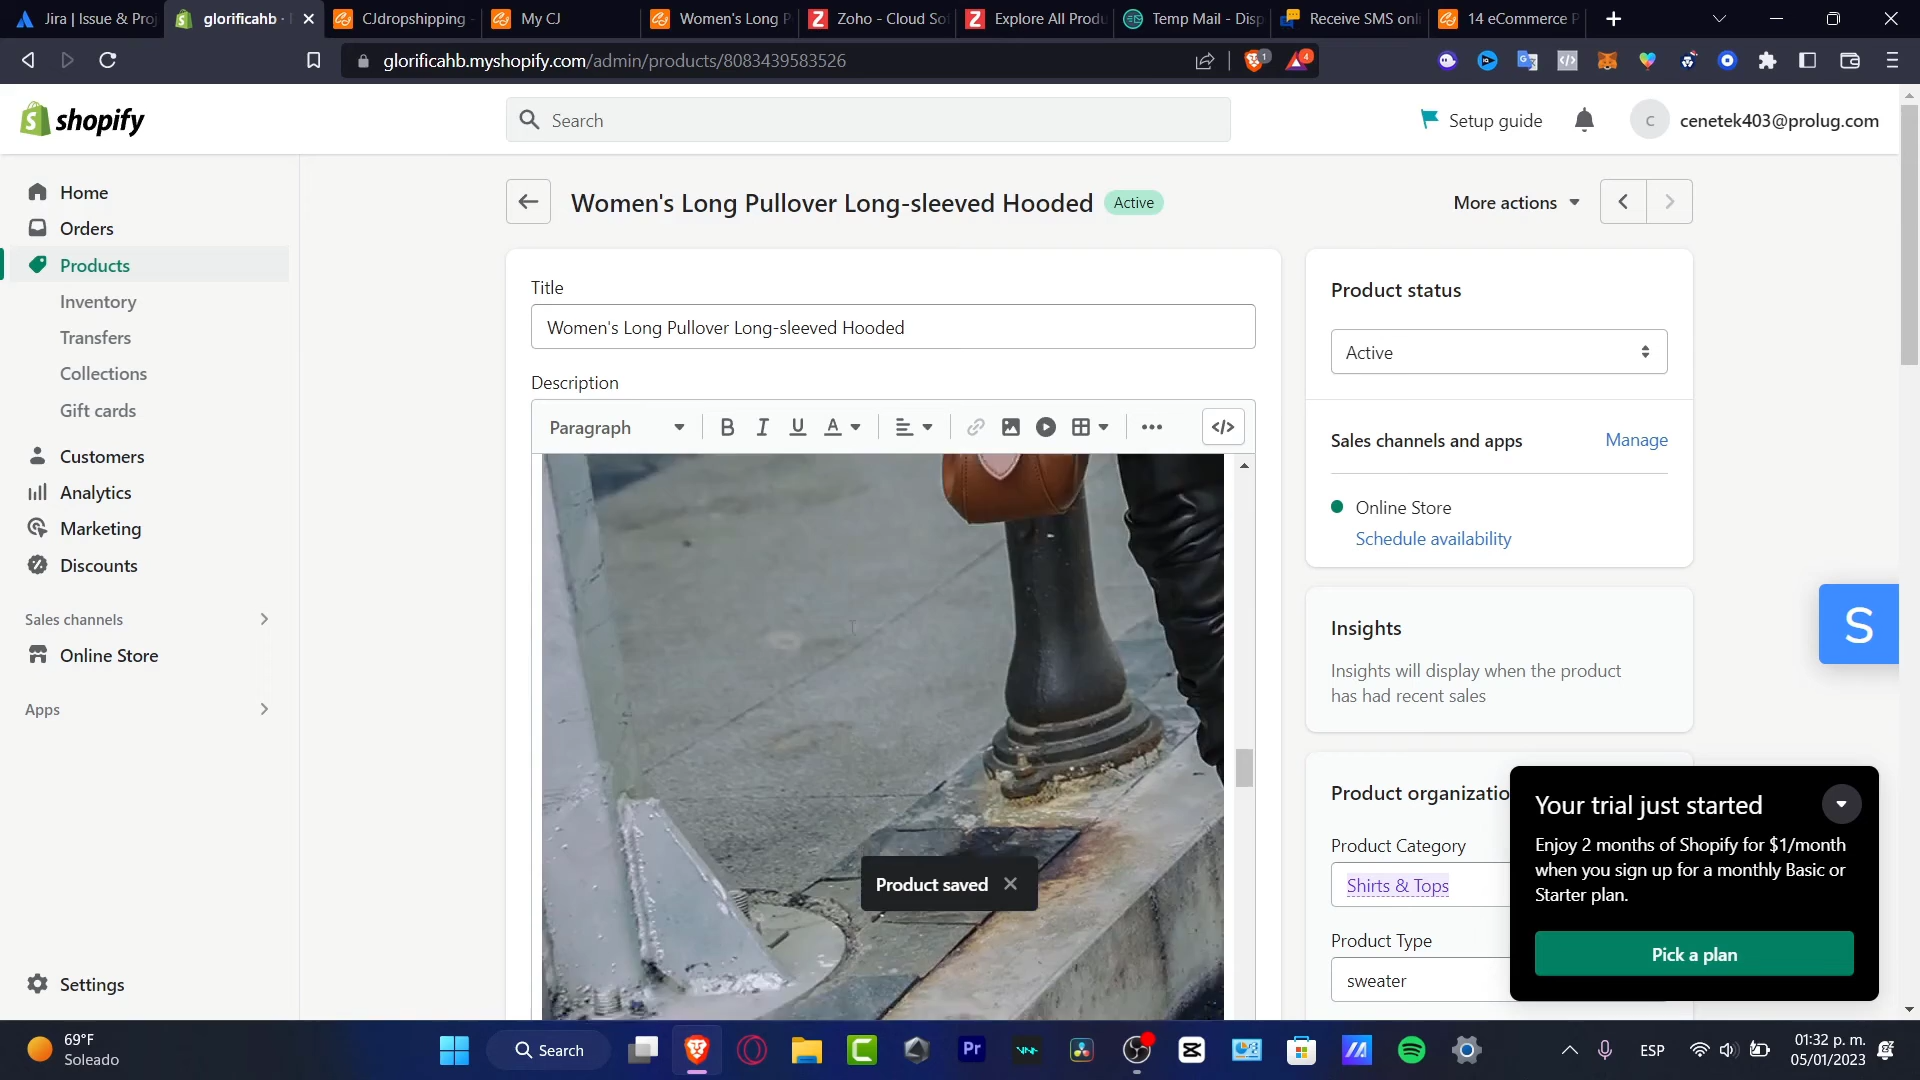 Jira | Issue & Proj
glorificahb ·
CJdropshipping
My CJ
Women's Long P
Zoho - Cloud So
Explore All Produ
Temp Mail - Disp
Receive SMS onli
14 eCommerce P
glorificahb.myshopify.com/admin/products/8083439583526
1
4
shopify
Search
Setup guide
C
cenetek403@prolug.com
Home
Orders
Products
Inventory
Transfers
Collections
Gift cards
Customers
Analytics
Marketing
Discounts
Sales channels
Online Store
Apps
Settings
Women's Long Pullover Long-sleeved Hooded
Active
More actions
Title
Women's Long Pullover Long-sleeved Hooded
Description
Paragraph
B I U A
Product saved
Product status
Active
Sales channels and apps
Manage
Online Store
Schedule availability
Insights
Insights will display when the product
has had recent sales
Product organizatio
Product Category
Shirts & Tops
Product Type
sweater
S
Your trial just started
Enjoy 2 months of Shopify for $1/month
when you sign up for a monthly Basic or
Starter plan.
Pick a plan
69°F
Soleado
Search
Pr
ESP
01:32 p. m.
05/01/2023